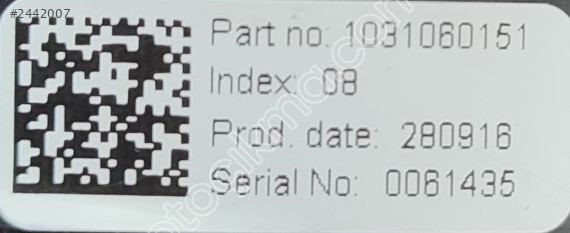 #2442007
Part no: 1031060151
Index: 08
Prod. date: 280916
Serial No: 0061435